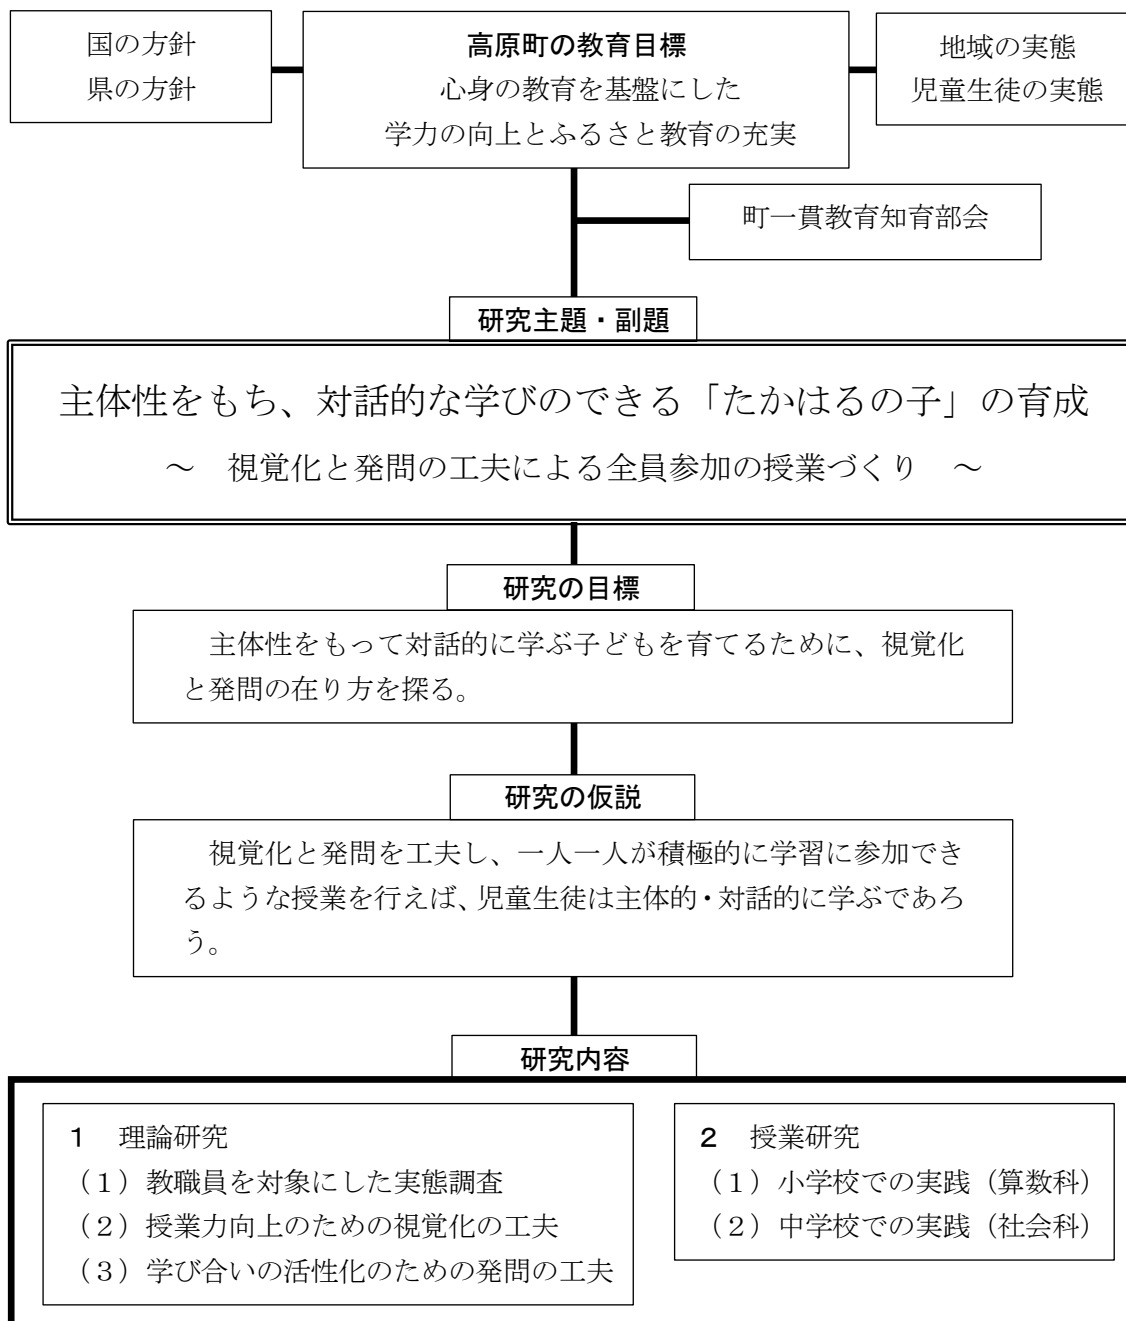 国の方針
県の方針
高原町の教育目標
心身の教育を基盤にした
学力の向上とふるさと教育の充実
地域の実態
児童生徒の実態
町一貫教育知育部会
研究主題・副題
主体性をもち、対話的な学びのできる「たかはるの子」の育成
～　視覚化と発問の工夫による全員参加の授業づくり　～
研究の目標
主体性をもって対話的に学ぶ子どもを育てるために、視覚化
と発問の在り方を探る。
研究の仮説
視覚化と発問を工夫し、一人一人が積極的に学習に参加でき
るような授業を行えば、児童生徒は主体的・対話的に学ぶであろ
う。
研究内容
１　理論研究
（１）教職員を対象にした実態調査
（２）授業力向上のための視覚化の工夫
（３）学び合いの活性化のための発問の工夫
２　授業研究
（１）小学校での実践（算数科）
（２）中学校での実践（社会科）